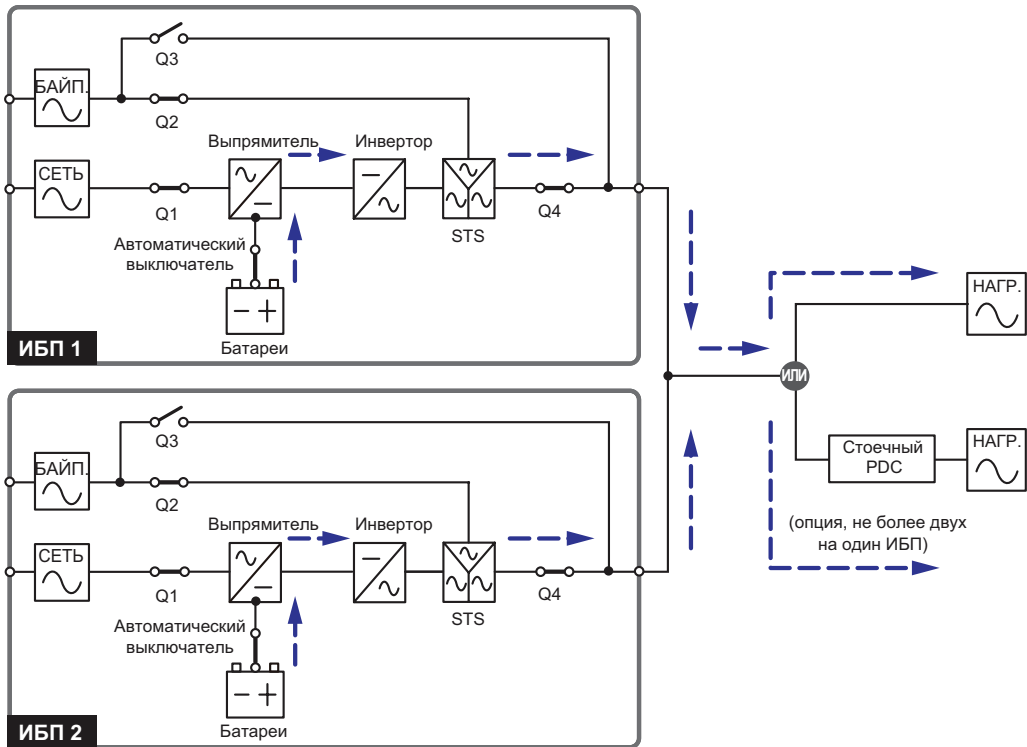 Q3
БАЙП.
Q2
Выпрямитель
Инвертор
СЕТЬ
Q1
STS
Q4
Автоматический
выключатель
Батареи
ИБП 1
НАГР.
ИЛИ
Стоечный
PDC
НАГР.
(опция, не более двух
на один ИБП)
Q3
БАЙП.
Q2
Выпрямитель
Инвертор
СЕТЬ
Q1
STS
Q4
Автоматический
выключатель
Батареи
ИБП 2